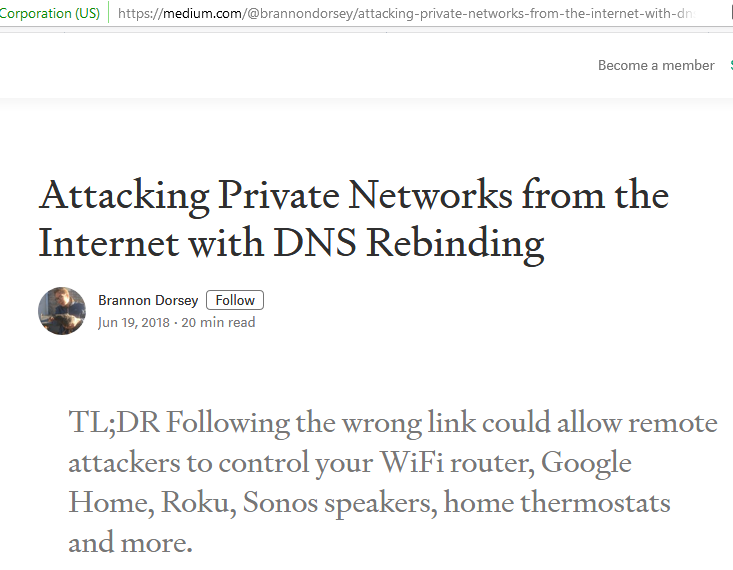 Corporation (US) https://medium.com/@brannondorsey/attacking-private-networks-from-the-internet-with-dn
Become a member
Attacking Private Networks from the
Internet with DNS Rebinding
Brannon Dorsey Follow
Jun 19, 2018 · 20 min read
TL;DR Following the wrong link could allow remote
attackers to control your WiFi router, Google
Home, Roku, Sonos speakers, home thermostats
and more.